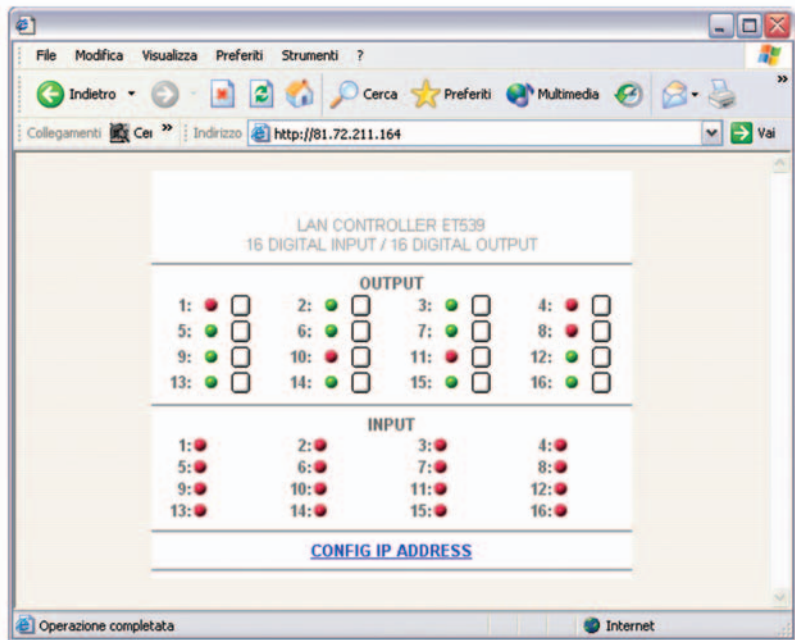 File Modifica Visualizza Preferiti Strumenti ?
Indietro Cerca Preferiti Multimedia »
Collegamenti Cer » Indirizzo http://81.72.211.164 Vai
LAN CONTROLLER ET539
16 DIGITAL INPUT / 16 DIGITAL OUTPUT
OUTPUT
1: 2: 3: 4:
5: 6: 7: 8:
9: 10: 11: 12:
13: 14: 15: 16:
INPUT
1: 2: 3: 4:
5: 6: 7: 8:
9: 10: 11: 12:
13: 14: 15: 16:
CONFIG IP ADDRESS
Operazione completata Internet